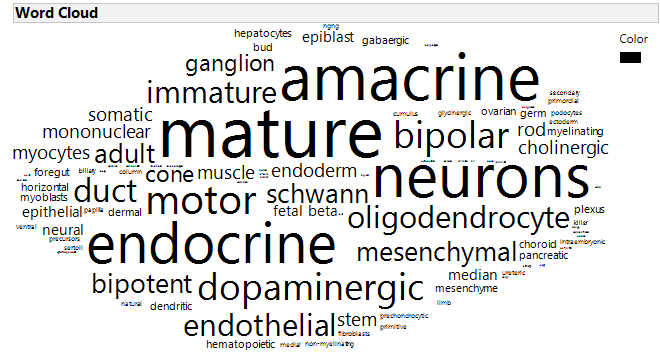 Word Cloud
Color
hepatocytes
epiblast
gabaergic
bud
ganglion
amacrine
immature
secondary
primordial
somatic
mature
cumulus
glycinergic
ovarian
germ
podocytes
ectoderm
mononuclear
bipolar
rod
myelinating
cholinergic
myocytes
adult
foregut
biliary
column
cone
muscle
endoderm
neurons
horizontal
myoblasts
duct
motor
schwann
epithelial
papilla
dermal
fetal
beta
oligodendrocyte
plexus
killer
ventral
neural
precursors
sertoli
endocrine
mesenchymal
choroid
intraembryonic
pancreatic
bipotent
dopaminergic
median
ureteric
mesenchyme
natural
dendritic
limb
endothelial
stem
prechondrocytic
primitive
fibroblasts
hematopoietic
medial
non-myelinating